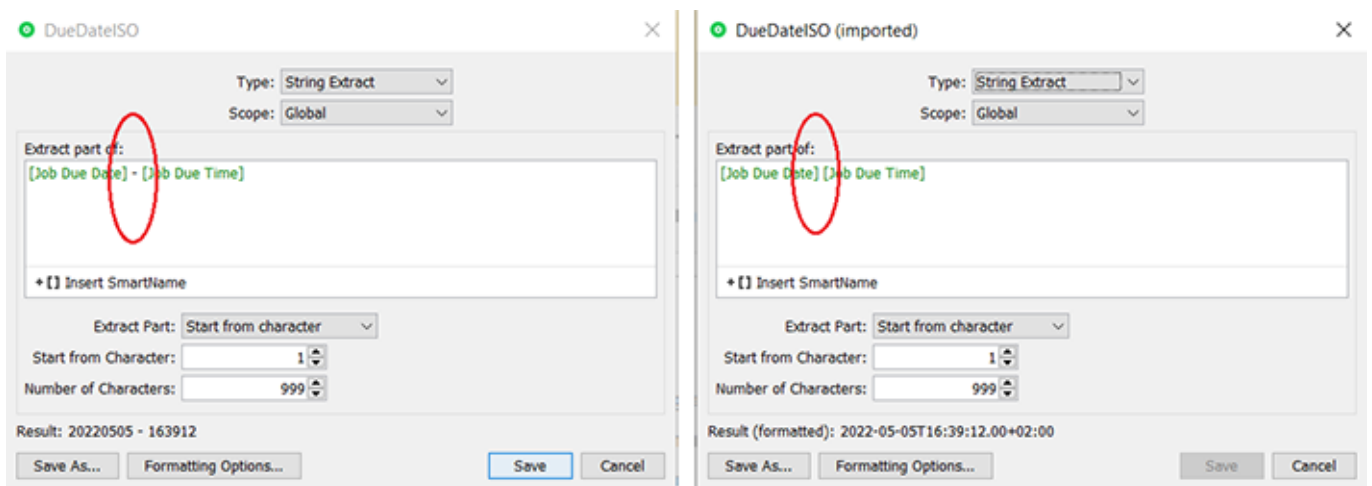 DueDateISO
Type: String Extract
Scope: Global
Extract part of:
[Job Due Date] - [Job Due Time]
+[] Insert SmartName
Extract Part: Start from character
Start from Character: 1
Number of Characters: 999
Result: 20220505 - 163912
Save As... Formatting Options... Save Cancel
DueDateISO (imported)
Type: String Extract
Scope: Global
Extract part of:
[Job Due Date] [Job Due Time]
+[] Insert SmartName
Extract Part: Start from character
Start from Character: 1
Number of Characters: 999
Result (formatted): 2022-05-05T16:39:12.00+02:00
Save As... Formatting Options... Save Cancel